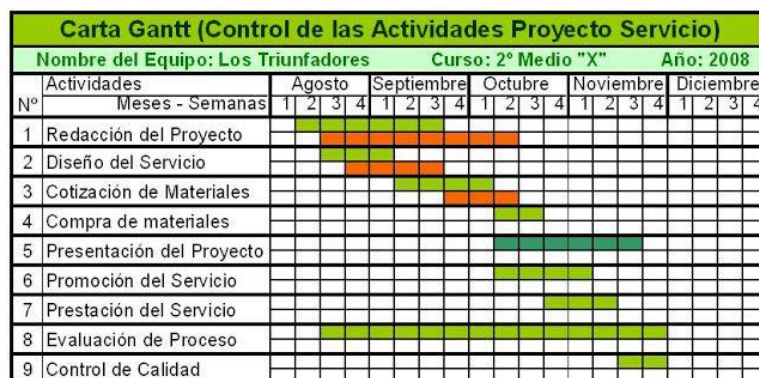 Carta Gantt (Control de las Actividades Proyecto Servicio)
Nombre del Equipo: Los Triunfadores Curso: 2º Medio "X" Año: 2008
Actividades Agosto Septiembre Octubre Noviembre Diciembre
Nº Meses - Semanas 1 2 3 4 1 2 3 4 1 2 3 4 1 2 3 4 1 2 3 4
1 Redacción del Proyecto
2 Diseño del Servicio
3 Cotización de Materiales
4 Compra de materiales
5 Presentación del Proyecto
6 Promoción del Servicio
7 Prestación del Servicio
8 Evaluación de Proceso
9 Control de Calidad